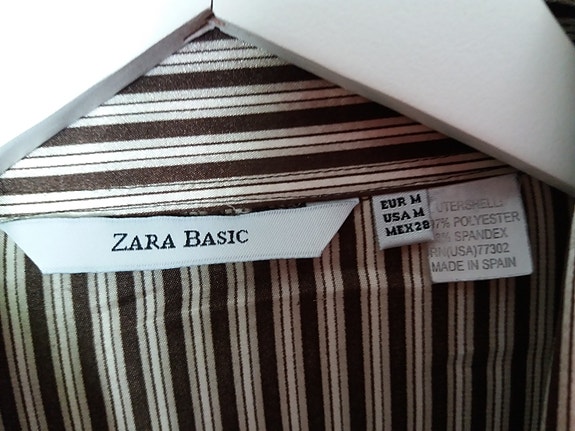 ZARA BASIC
EUR M
USA M
MEX 28
UTERSHELL
7% POLYESTER
% SPANDEX
RN(USA)77302
MADE IN SPAIN